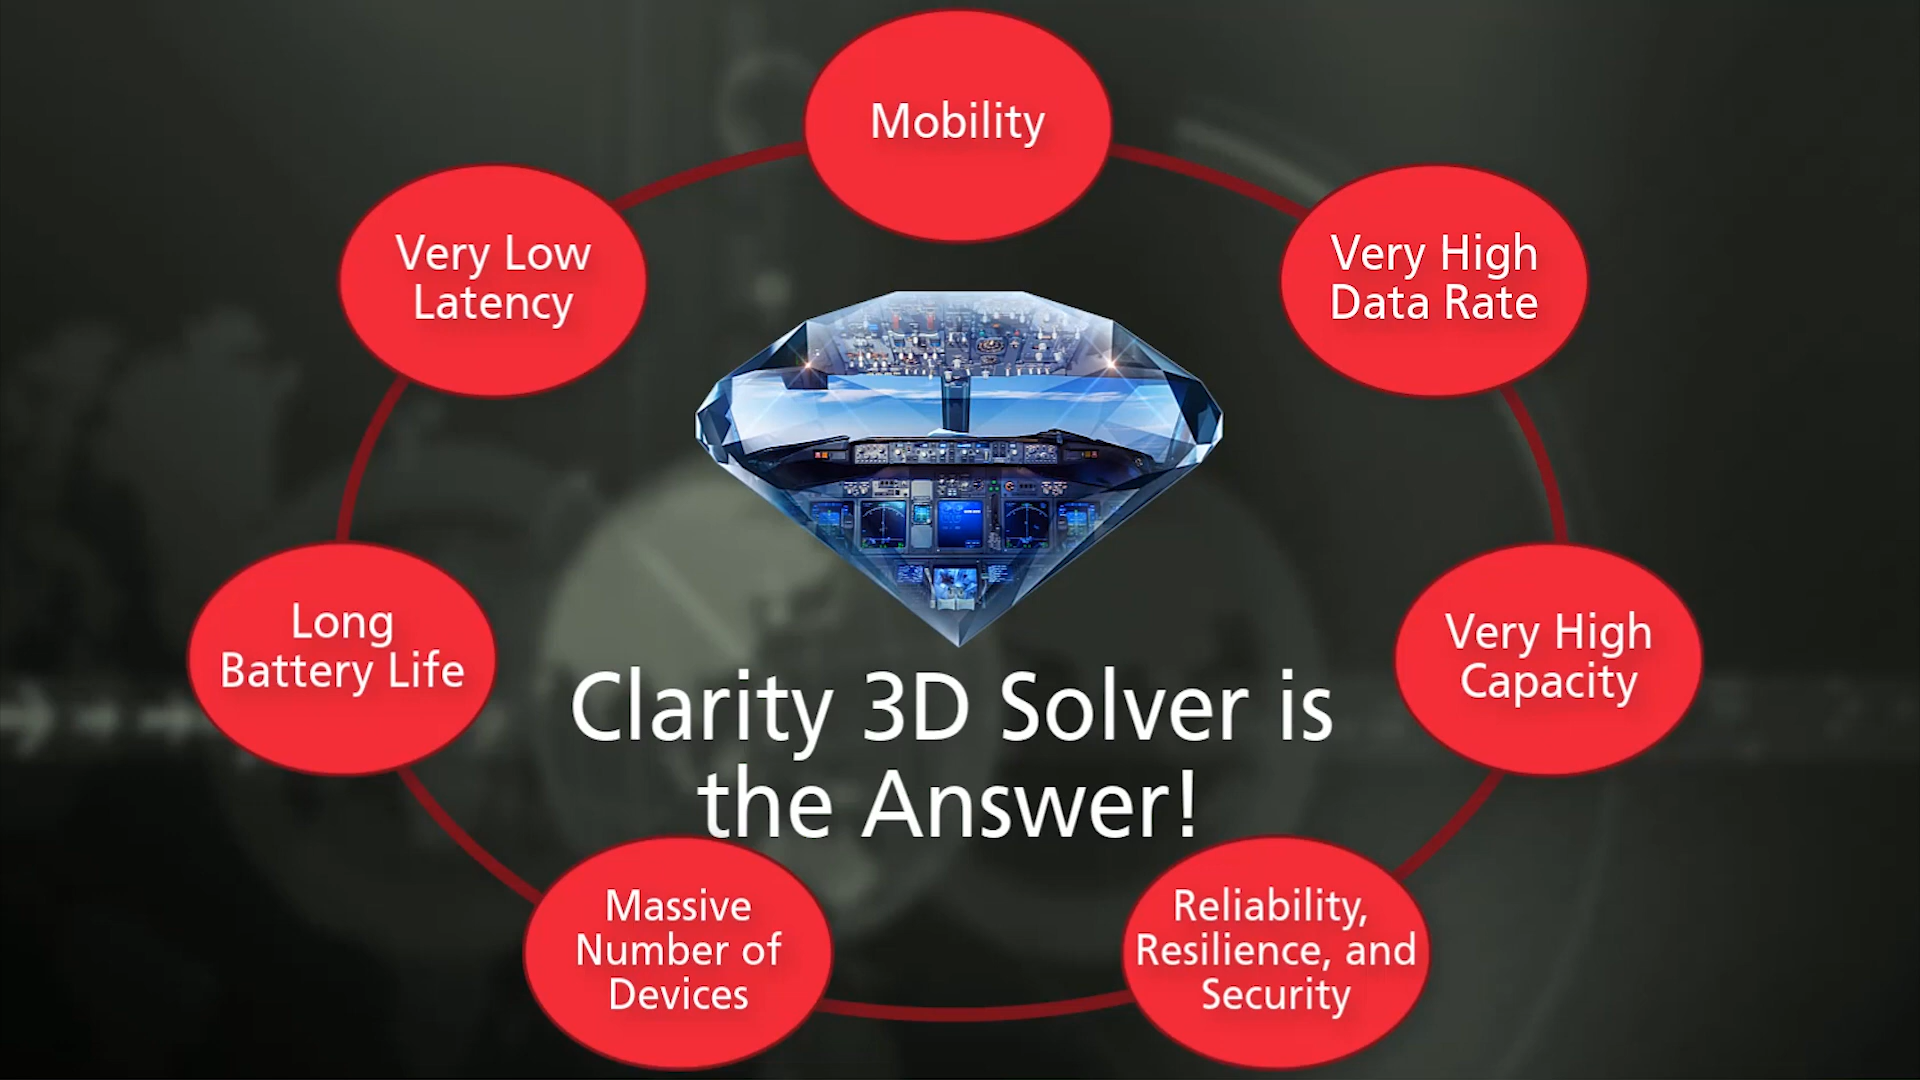 Mobility
Very Low
Latency
Very High
Data Rate
Long
Battery Life
Very High
Capacity
Clarity 3D Solver is
the Answer!
Massive
Number of
Devices
Reliability,
Resilience, and
Security